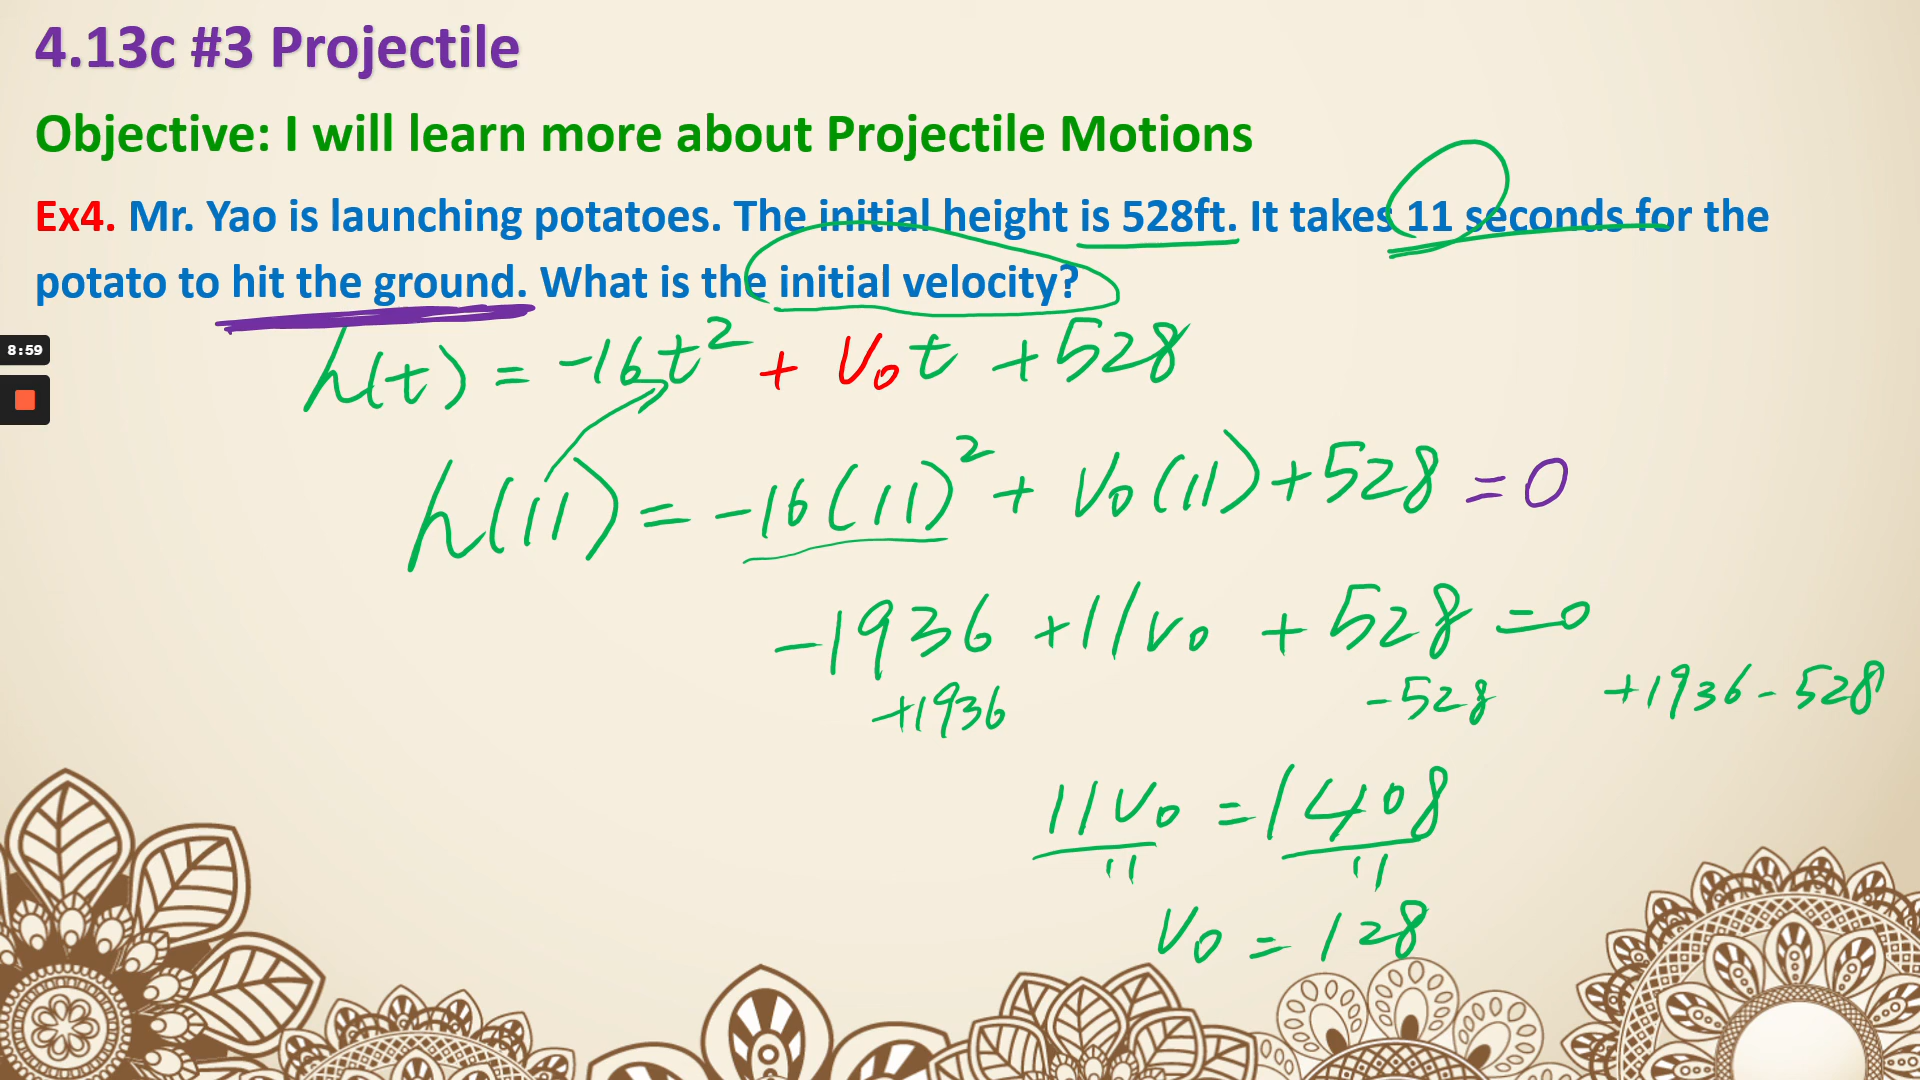 4.13c #3 Projectile
Objective: I will learn more about Projectile Motions
Ex4. Mr. Yao is launching potatoes. The initial height is 528ft. It takes 11 seconds for the
potato to hit the ground. What is the initial velocity?
8:59
h(t) = -16t² + V₀t + 528
h(11) = -16(11)² + V₀(11) + 528 = 0
-1936 + 11V₀ + 528 = 0
+1936 -528 +1936 - 528
11V₀ = 1408
11 11
V₀ = 128